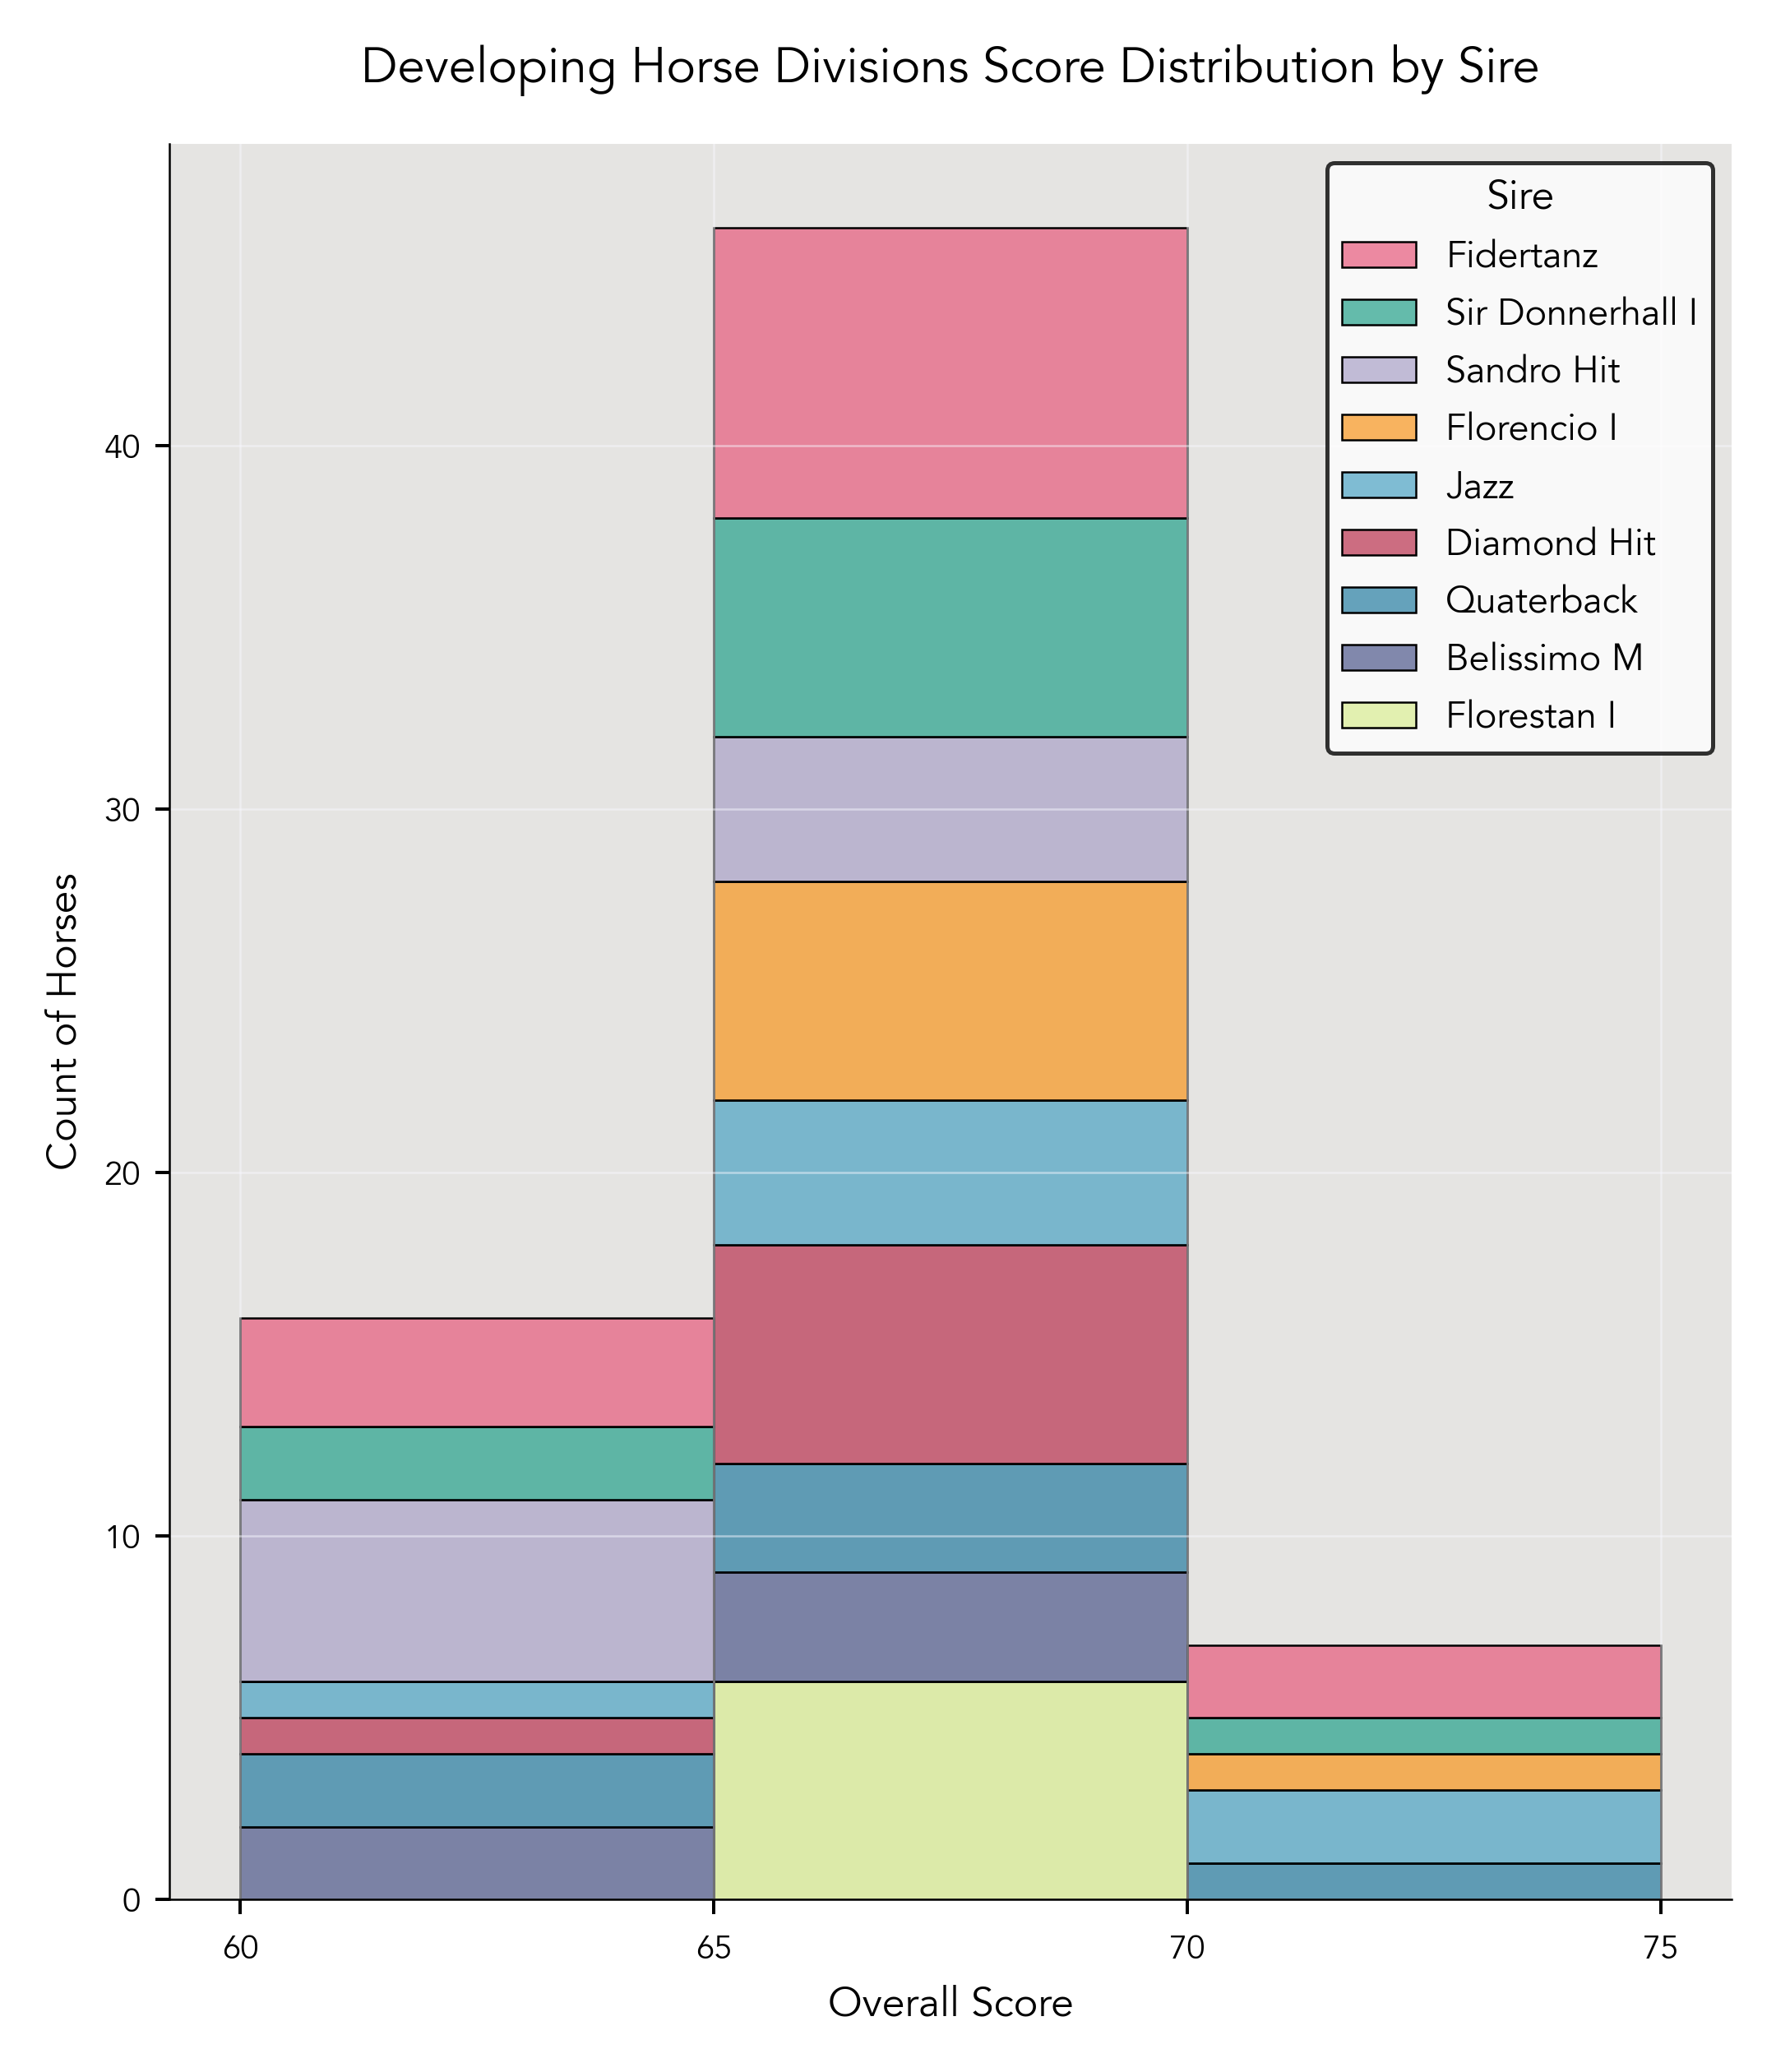 Developing Horse Divisions Score Distribution by Sire
Sire
Fidertanz
Sir Donnerhall I
Sandro Hit
Florencio I
Jazz
Diamond Hit
Quaterback
Belissimo M
Florestan I
Count of Horses
40
30
20
10
0
60
65
70
75
Overall Score